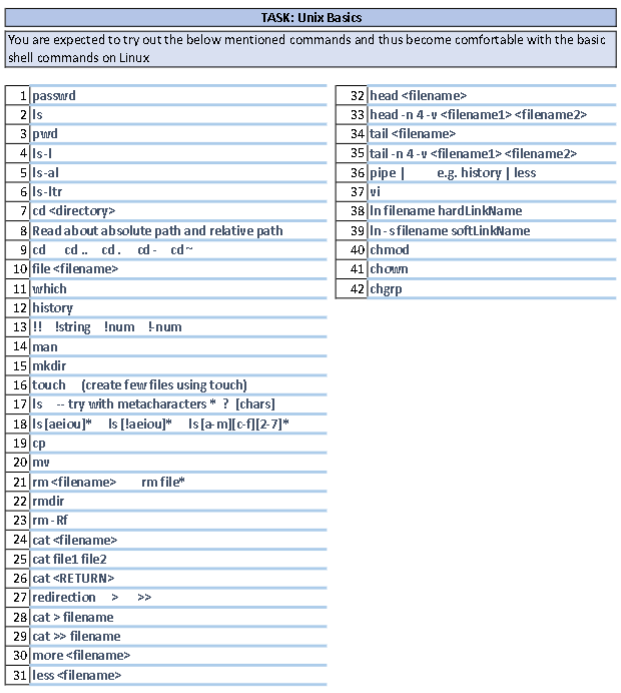 TASK: Unix Basics
You are expected to try out the below mentioned commands and thus become comfortable with the basic
shell commands on Linux
1 passwd
2 ls
3 pwd
4 ls-l
5 ls-al
6 ls-ltr
7 cd <directory>
8 Read about absolute path and relative path
9 cd cd .. cd . cd - cd ~
10 file <filename>
11 which
12 history
13 !! !string !num !-num
14 man
15 mkdir
16 touch (create few files using touch)
17 ls -- try with metacharacters * ? [chars]
18 ls [aeiou]* ls [!aeiou]* ls [a-m][c-f][2-7]*
19 cp
20 mv
21 rm <filename> rm file*
22 rmdir
23 rm -Rf
24 cat <filename>
25 cat file1 file2
26 cat <RETURN>
27 redirection > >>
28 cat > filename
29 cat >> filename
30 more <filename>
31 less <filename>
32 head <filename>
33 head -n 4 -v <filename1> <filename2>
34 tail <filename>
35 tail -n 4 -v <filename1> <filename2>
36 pipe | e.g. history | less
37 vi
38 ln filename hardLinkName
39 ln -s filename softLinkName
40 chmod
41 chown
42 chgrp